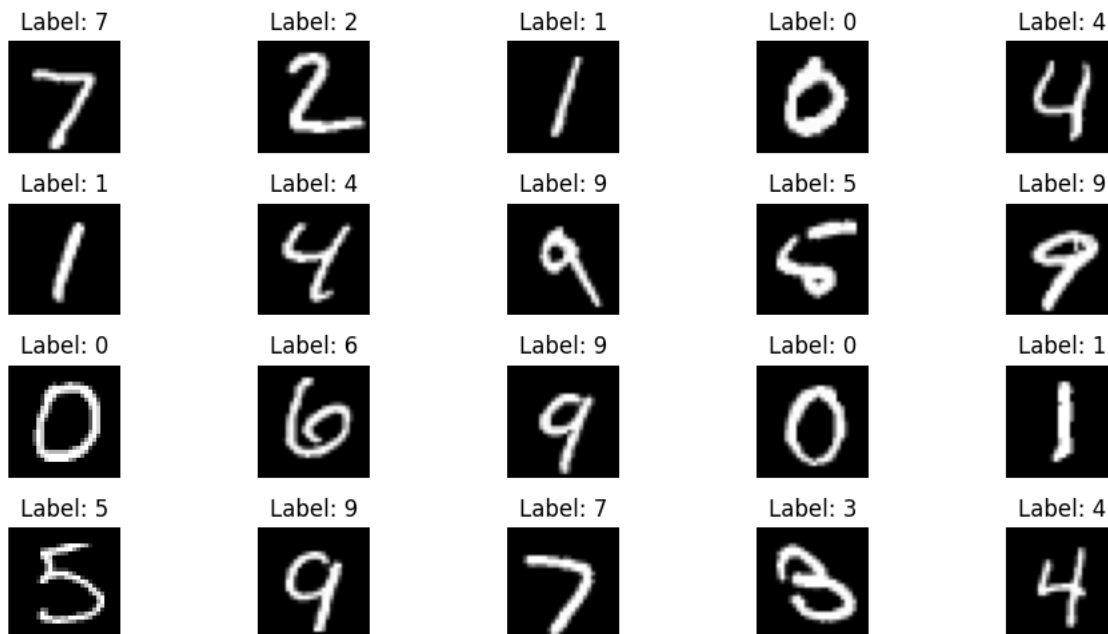 Label: 7 Label: 2 Label: 1 Label: 0 Label: 4
7 2 1 0 4
Label: 1 Label: 4 Label: 9 Label: 5 Label: 9
1 4 9 5 9
Label: 0 Label: 6 Label: 9 Label: 0 Label: 1
0 6 9 0 1
Label: 5 Label: 9 Label: 7 Label: 3 Label: 4
5 9 7 3 4